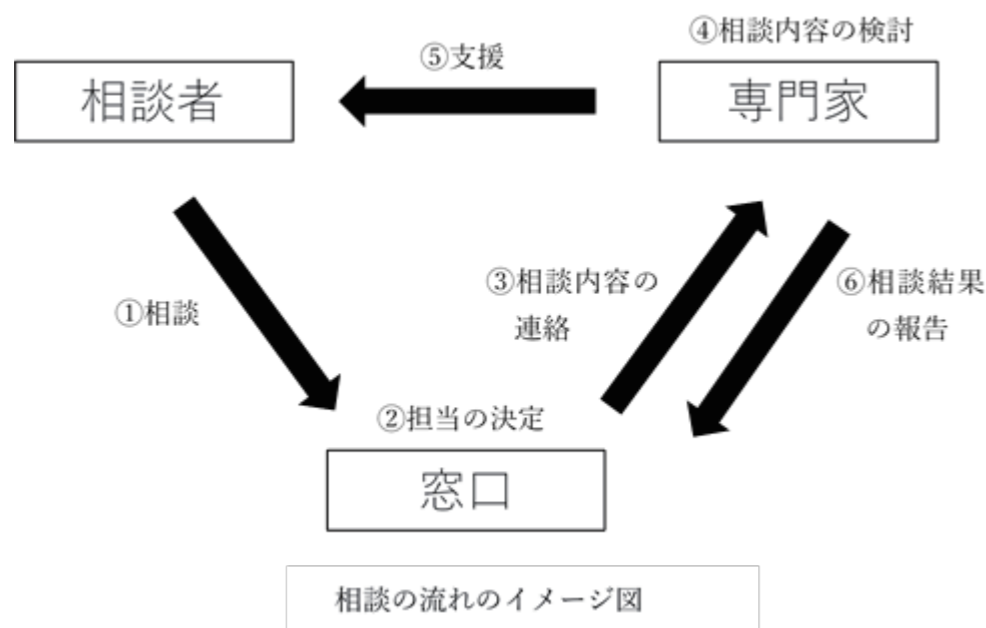 ④相談内容の検討
⑤支援
相談者
専門家
③相談内容の
連絡
⑥相談結果
の報告
①相談
②担当の決定
窓口
相談の流れのイメージ図